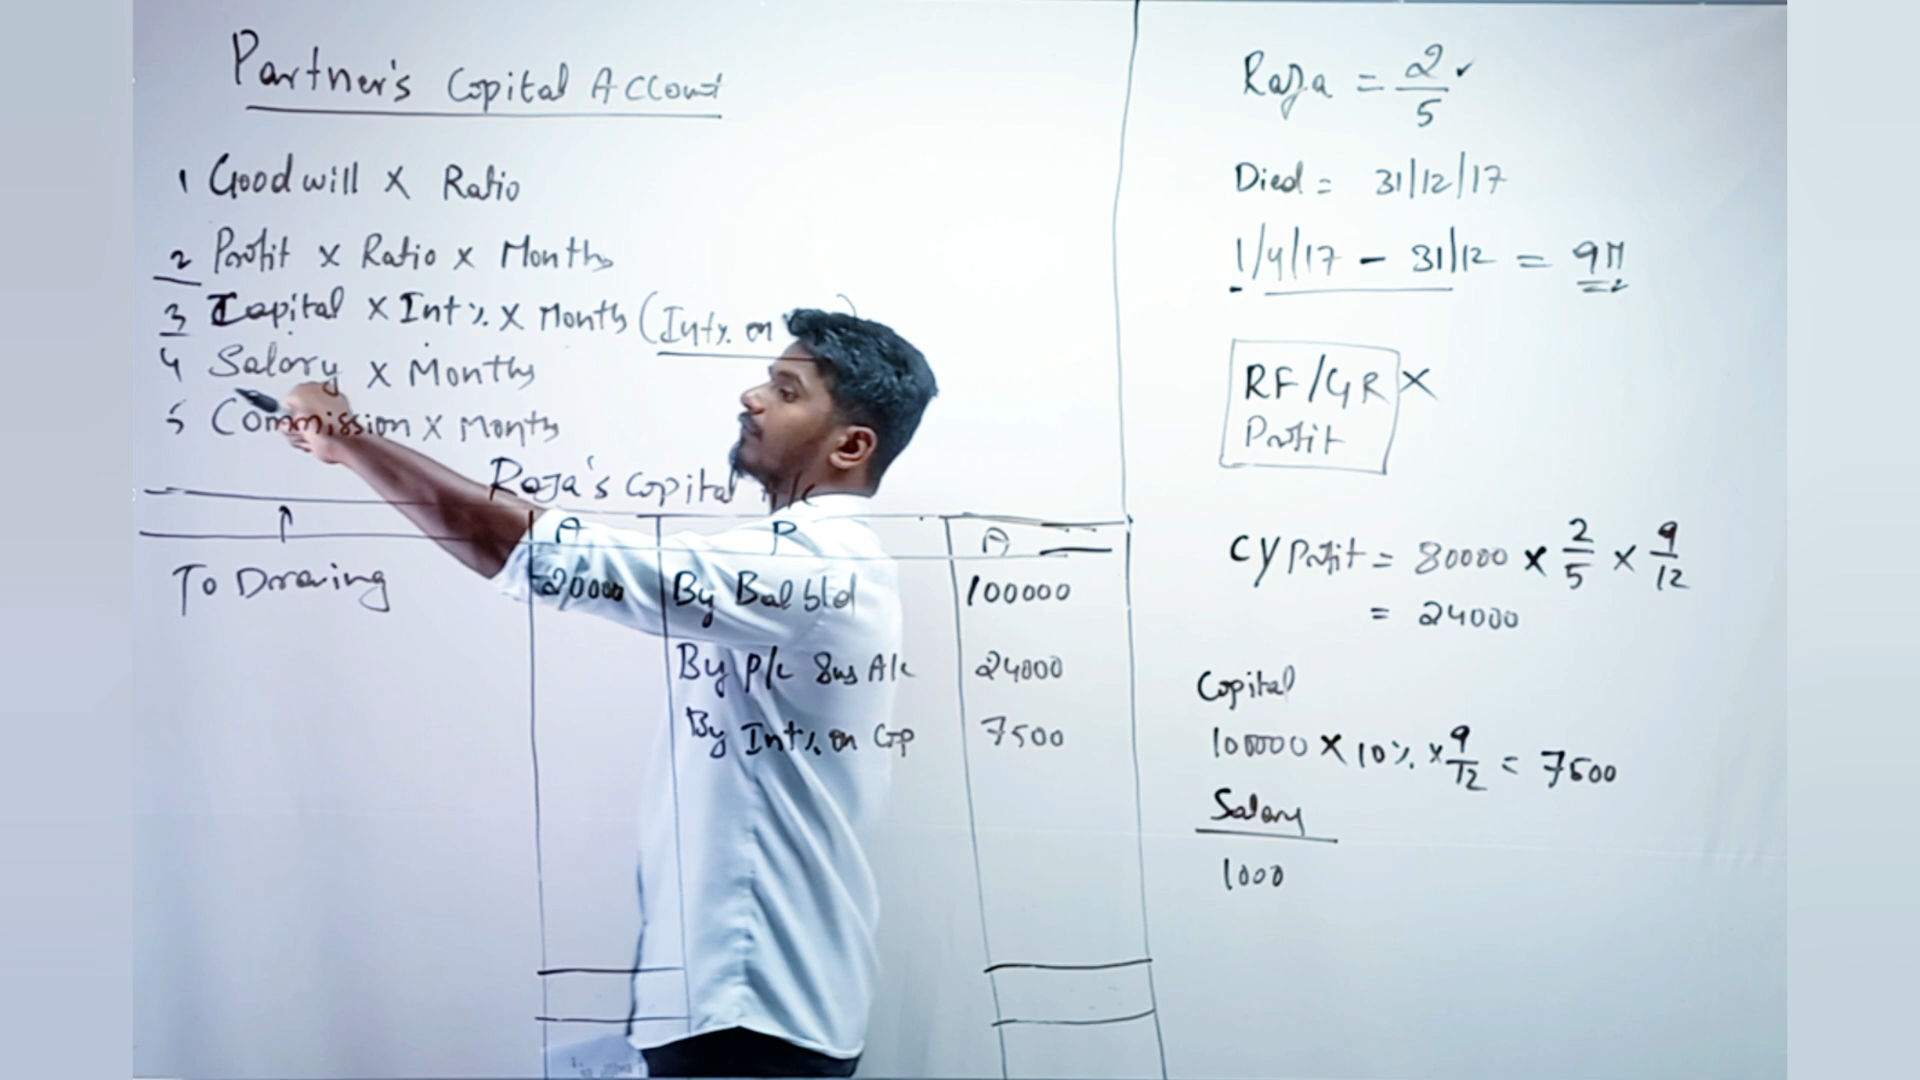 Partner's Capital Account
1 Goodwill X Ratio
2 Profit X Ratio X Months
3 Capital X Int% X Month (Int% on
4 Salary X Months
5 Commission X Month
Raja's Capital A/c
A P A
To Drawing 20000 By Bal b/d 100000
By P/L Sus A/c 24000
By Int% on Cap 7500
Raja = 2/5 ✓
Died = 31/12/17
1/4/17 - 31/12 = 9M
RF/GR X
Profit
CY Profit = 80000 x 2/5 x 9/12
= 24000
Capital
100000 X 10% x 9/12 = 7500
Salary
1000